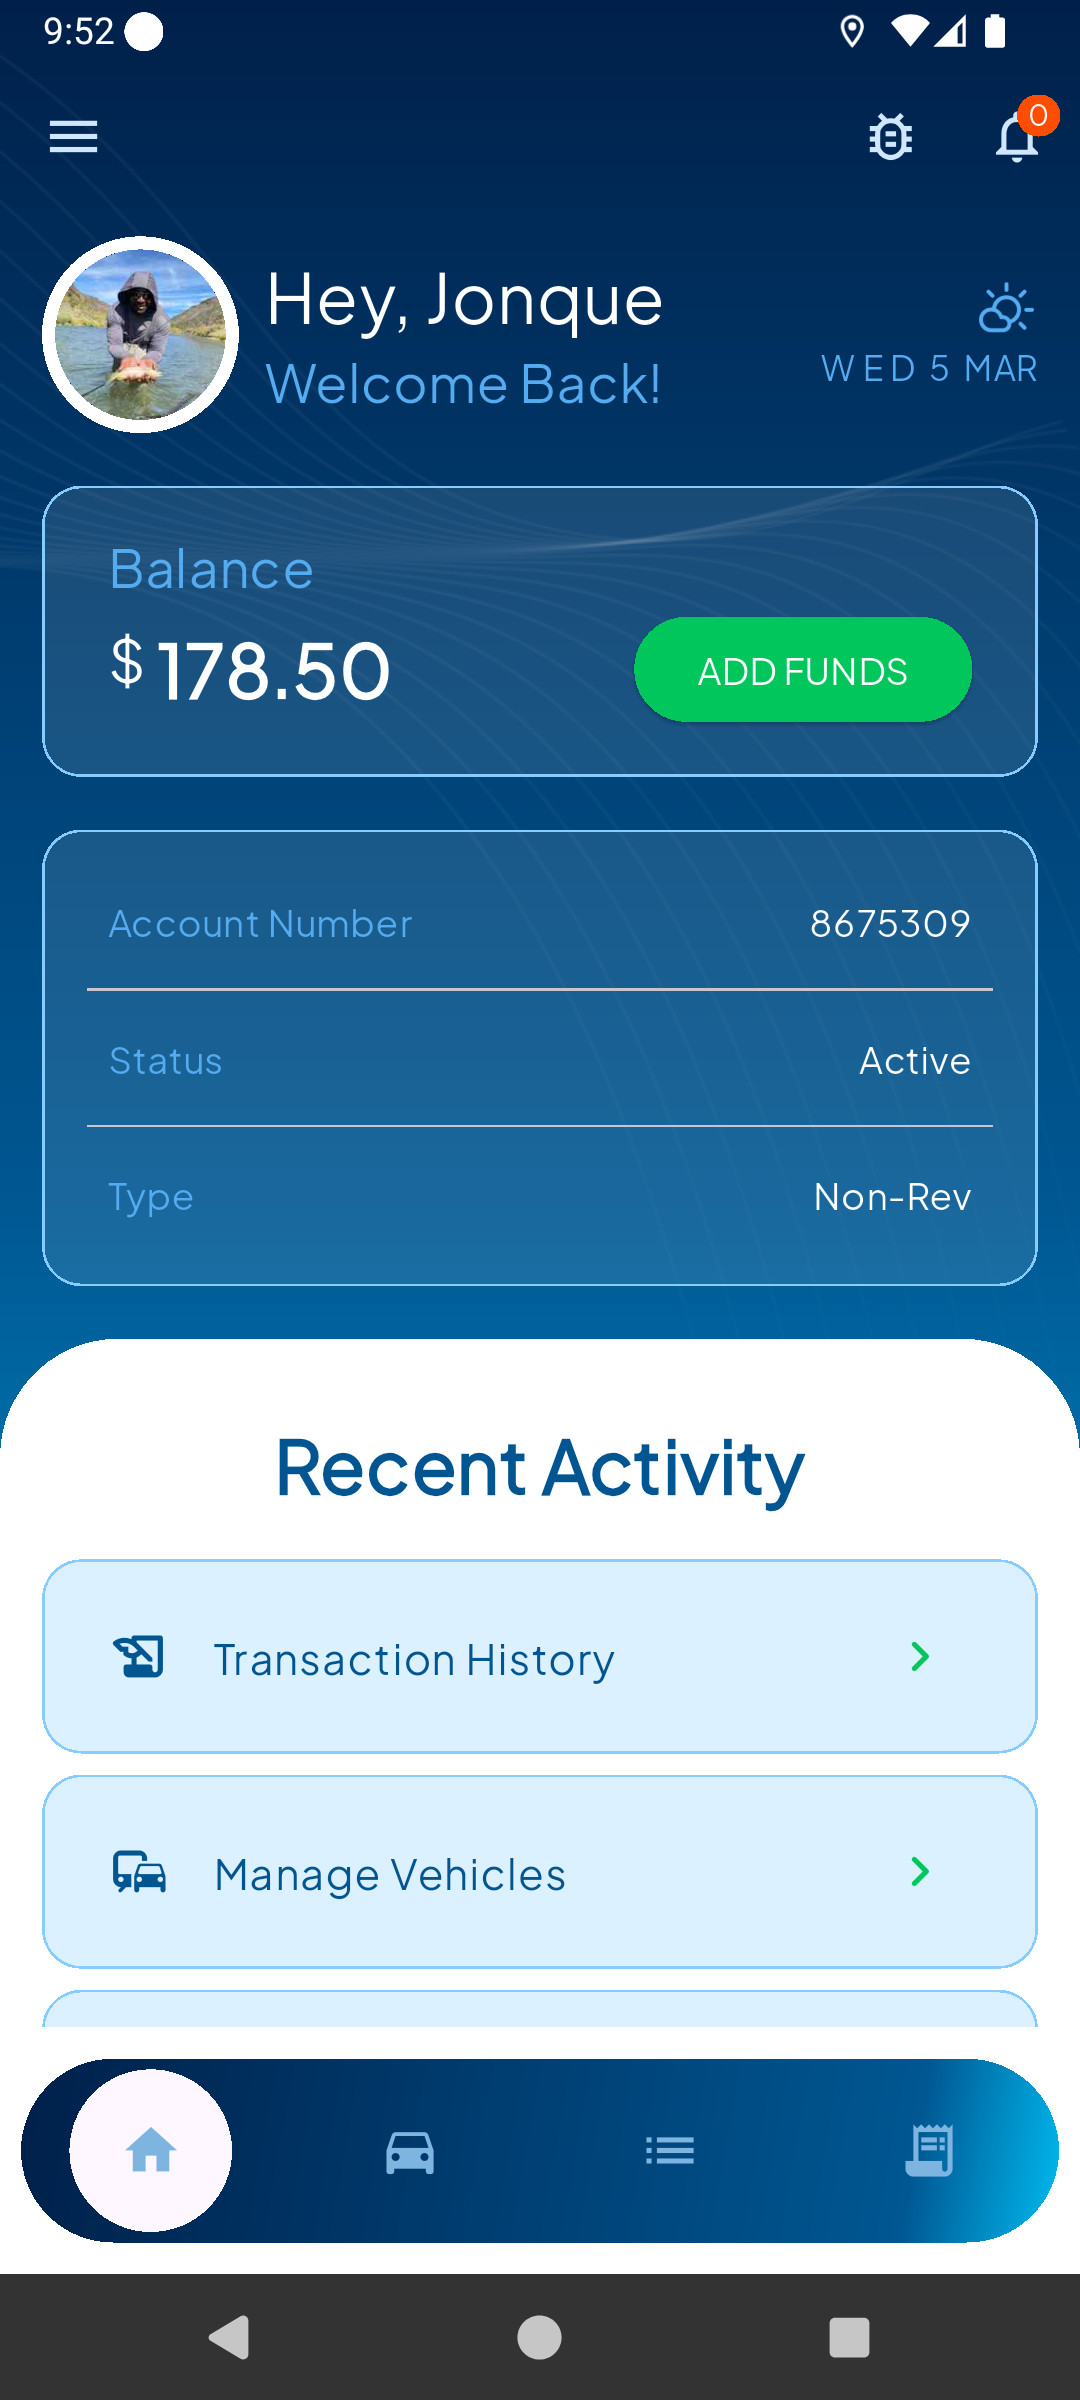 9:52
0
Hey, Jonque
Welcome Back!
WED 5 MAR
Balance
$178.50
ADD FUNDS
Account Number 8675309
Status Active
Type Non-Rev
Recent Activity
Transaction History
Manage Vehicles